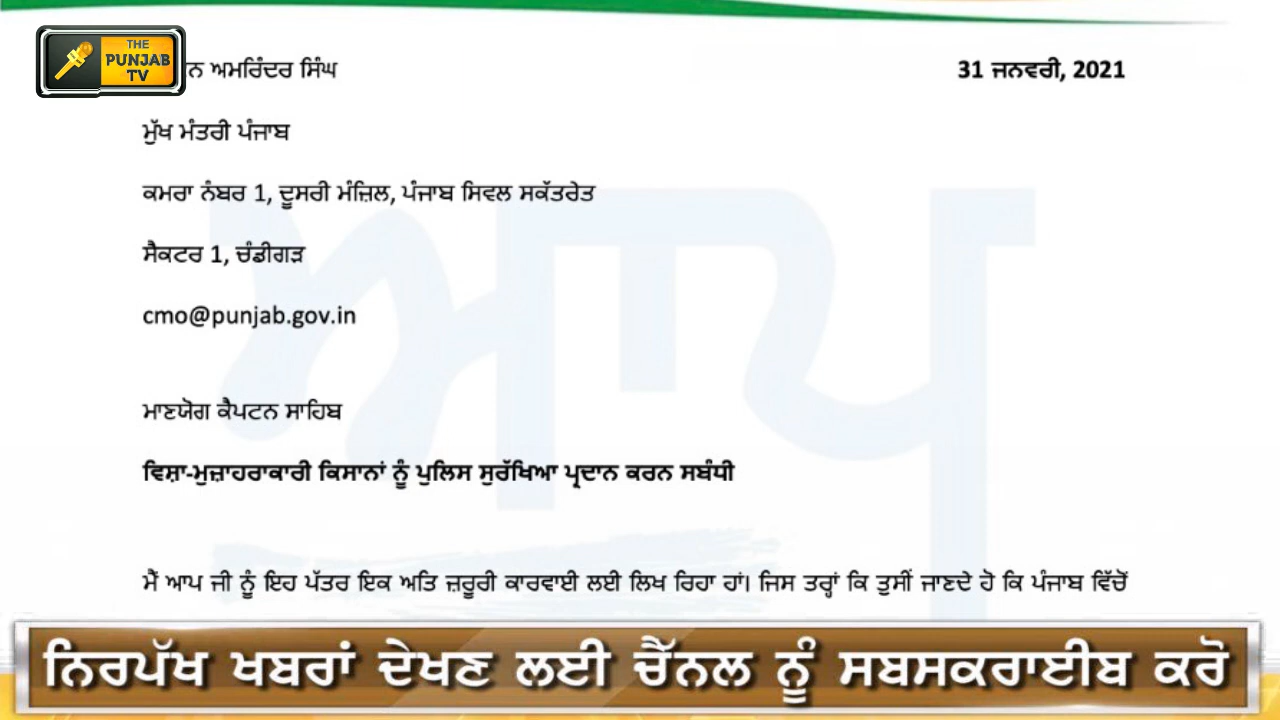 THE
PUNJAB
TV
ਨ ਅਮਰਿੰਦਰ ਸਿੰਘ 31 ਜਨਵਰੀ, 2021
ਮੁੱਖ ਮੰਤਰੀ ਪੰਜਾਬ
ਕਮਰਾ ਨੰਬਰ 1, ਦੂਸਰੀ ਮੰਜ਼ਿਲ, ਪੰਜਾਬ ਸਿਵਲ ਸਕੱਤਰੇਤ
ਸੈਕਟਰ 1, ਚੰਡੀਗੜ
cmo@punjab.gov.in
ਆਪ
ਮਾਣਯੋਗ ਕੈਪਟਨ ਸਾਹਿਬ
ਵਿਸ਼ਾ-ਮੁਜ਼ਾਹਰਾਕਾਰੀ ਕਿਸਾਨਾਂ ਨੂੰ ਪੁਲਿਸ ਸੁਰੱਖਿਆ ਪ੍ਰਦਾਨ ਕਰਨ ਸਬੰਧੀ
ਮੈਂ ਆਪ ਜੀ ਨੂੰ ਇਹ ਪੱਤਰ ਇਕ ਅਤਿ ਜ਼ਰੂਰੀ ਕਾਰਵਾਈ ਲਈ ਲਿਖ ਰਿਹਾ ਹਾਂ। ਜਿਸ ਤਰ੍ਹਾਂ ਕਿ ਤੁਸੀਂ ਜਾਣਦੇ ਹੋ ਕਿ ਪੰਜਾਬ ਵਿੱਚੋਂ
ਨਿਰਪੱਖ ਖਬਰਾਂ ਦੇਖਣ ਲਈ ਚੈੱਨਲ ਨੂੰ ਸਬਸਕਰਾਈਬ ਕਰੋ